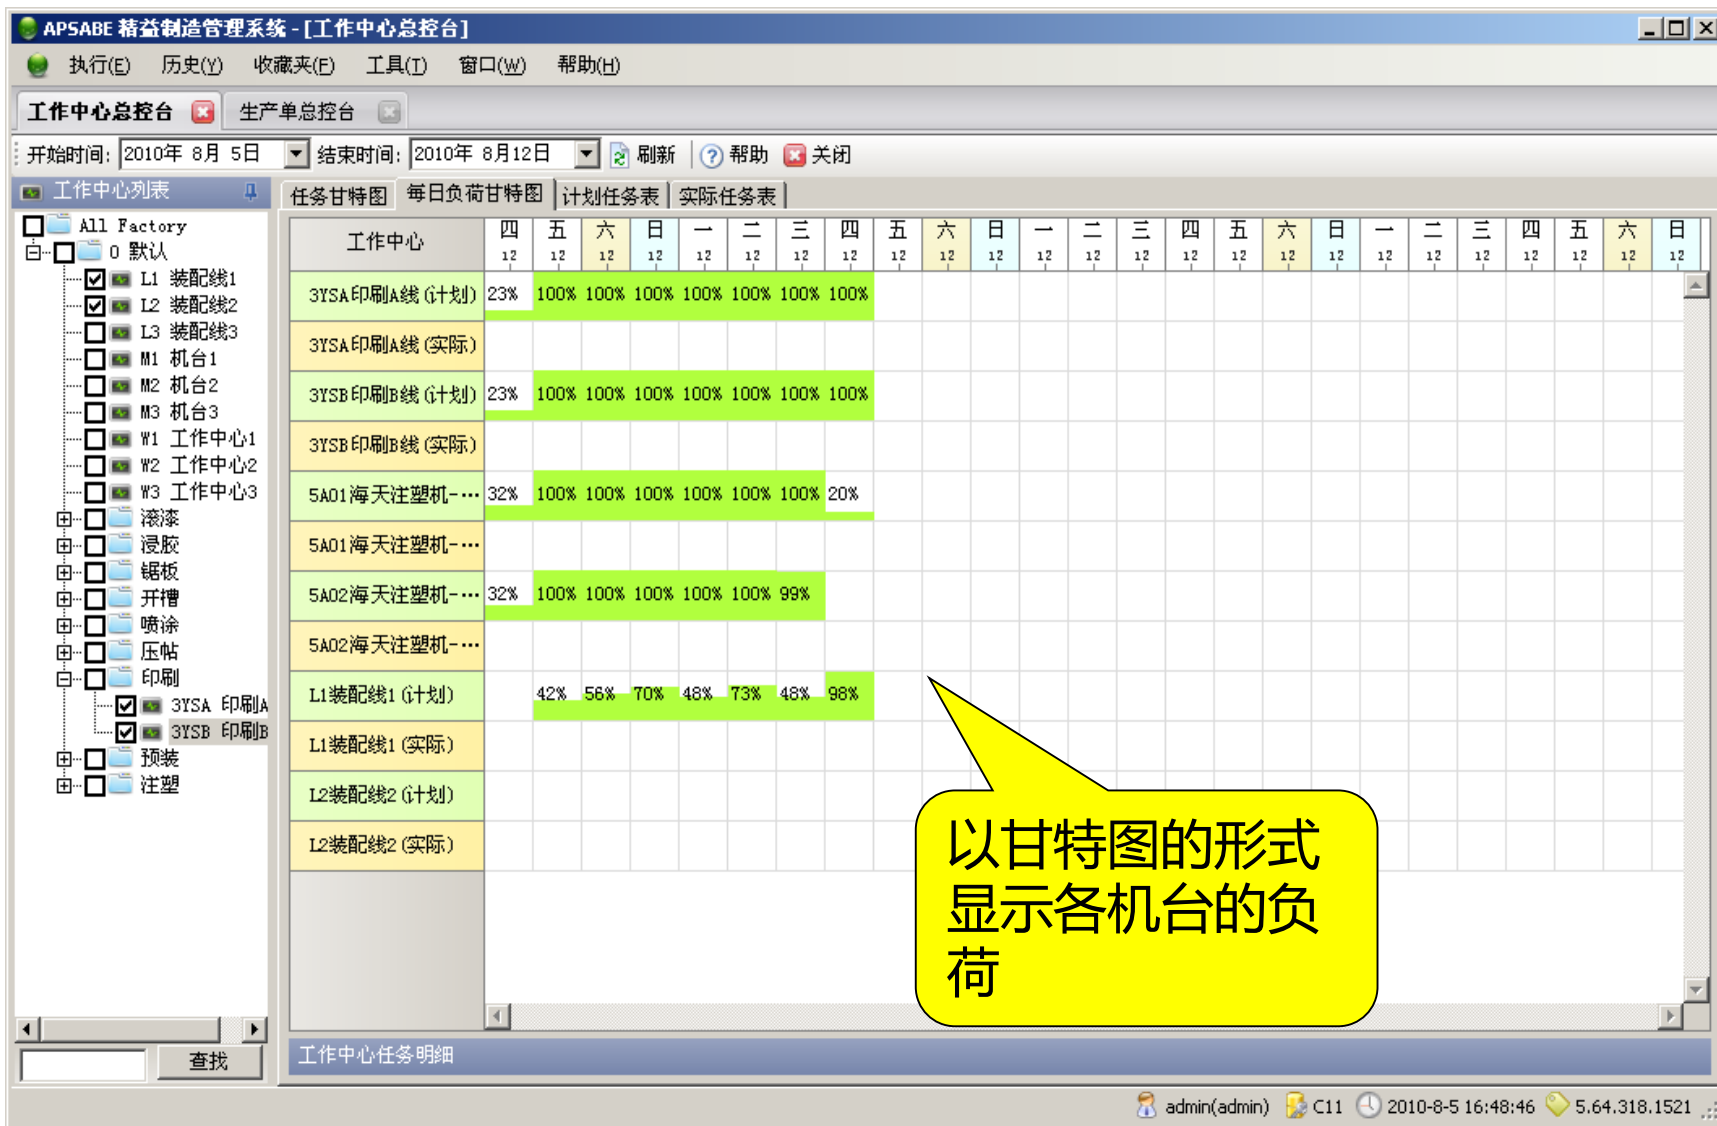 APSABE 精益制造管理系统 - [工作中心总控台]
执行(E) 历史(Y) 收藏夹(F) 工具(T) 窗口(W) 帮助(H)
工作中心总控台 生产单总控台
开始时间: 2010年 8月 5日 结束时间: 2010年 8月12日 刷新 帮助 关闭
工作中心列表
All Factory
0 默认
L1 装配线1
L2 装配线2
L3 装配线3
M1 机台1
M2 机台2
M3 机台3
W1 工作中心1
W2 工作中心2
W3 工作中心3
滚漆
浸胶
锯板
开槽
喷涂
压帖
印刷
3YSA 印刷A
3YSB 印刷B
预装
注塑
查找
任务甘特图 每日负荷甘特图 计划任务表 实际任务表
工作中心 四 五 六 日 一 二 三 四 五 六 日 一 二 三 四 五 六 日 一 二 三 四 五 六 日
12 12 12 12 12 12 12 12 12 12 12 12 12 12 12 12 12 12 12 12 12 12 12 12 12
3YSA印刷A线(计划) 23% 100% 100% 100% 100% 100% 100% 100%
3YSA印刷A线(实际)
3YSB印刷B线(计划) 23% 100% 100% 100% 100% 100% 100% 100%
3YSB印刷B线(实际)
5A01海天注塑机-… 32% 100% 100% 100% 100% 100% 100% 20%
5A01海天注塑机-…
5A02海天注塑机-… 32% 100% 100% 100% 100% 100% 99%
5A02海天注塑机-…
L1装配线1(计划) 42% 56% 70% 48% 73% 48% 98%
L1装配线1(实际)
L2装配线2(计划)
L2装配线2(实际)
以甘特图的形式
显示各机台的负
荷
工作中心任务明细
admin(admin) C11 2010-8-5 16:48:46 5.64.318.1521